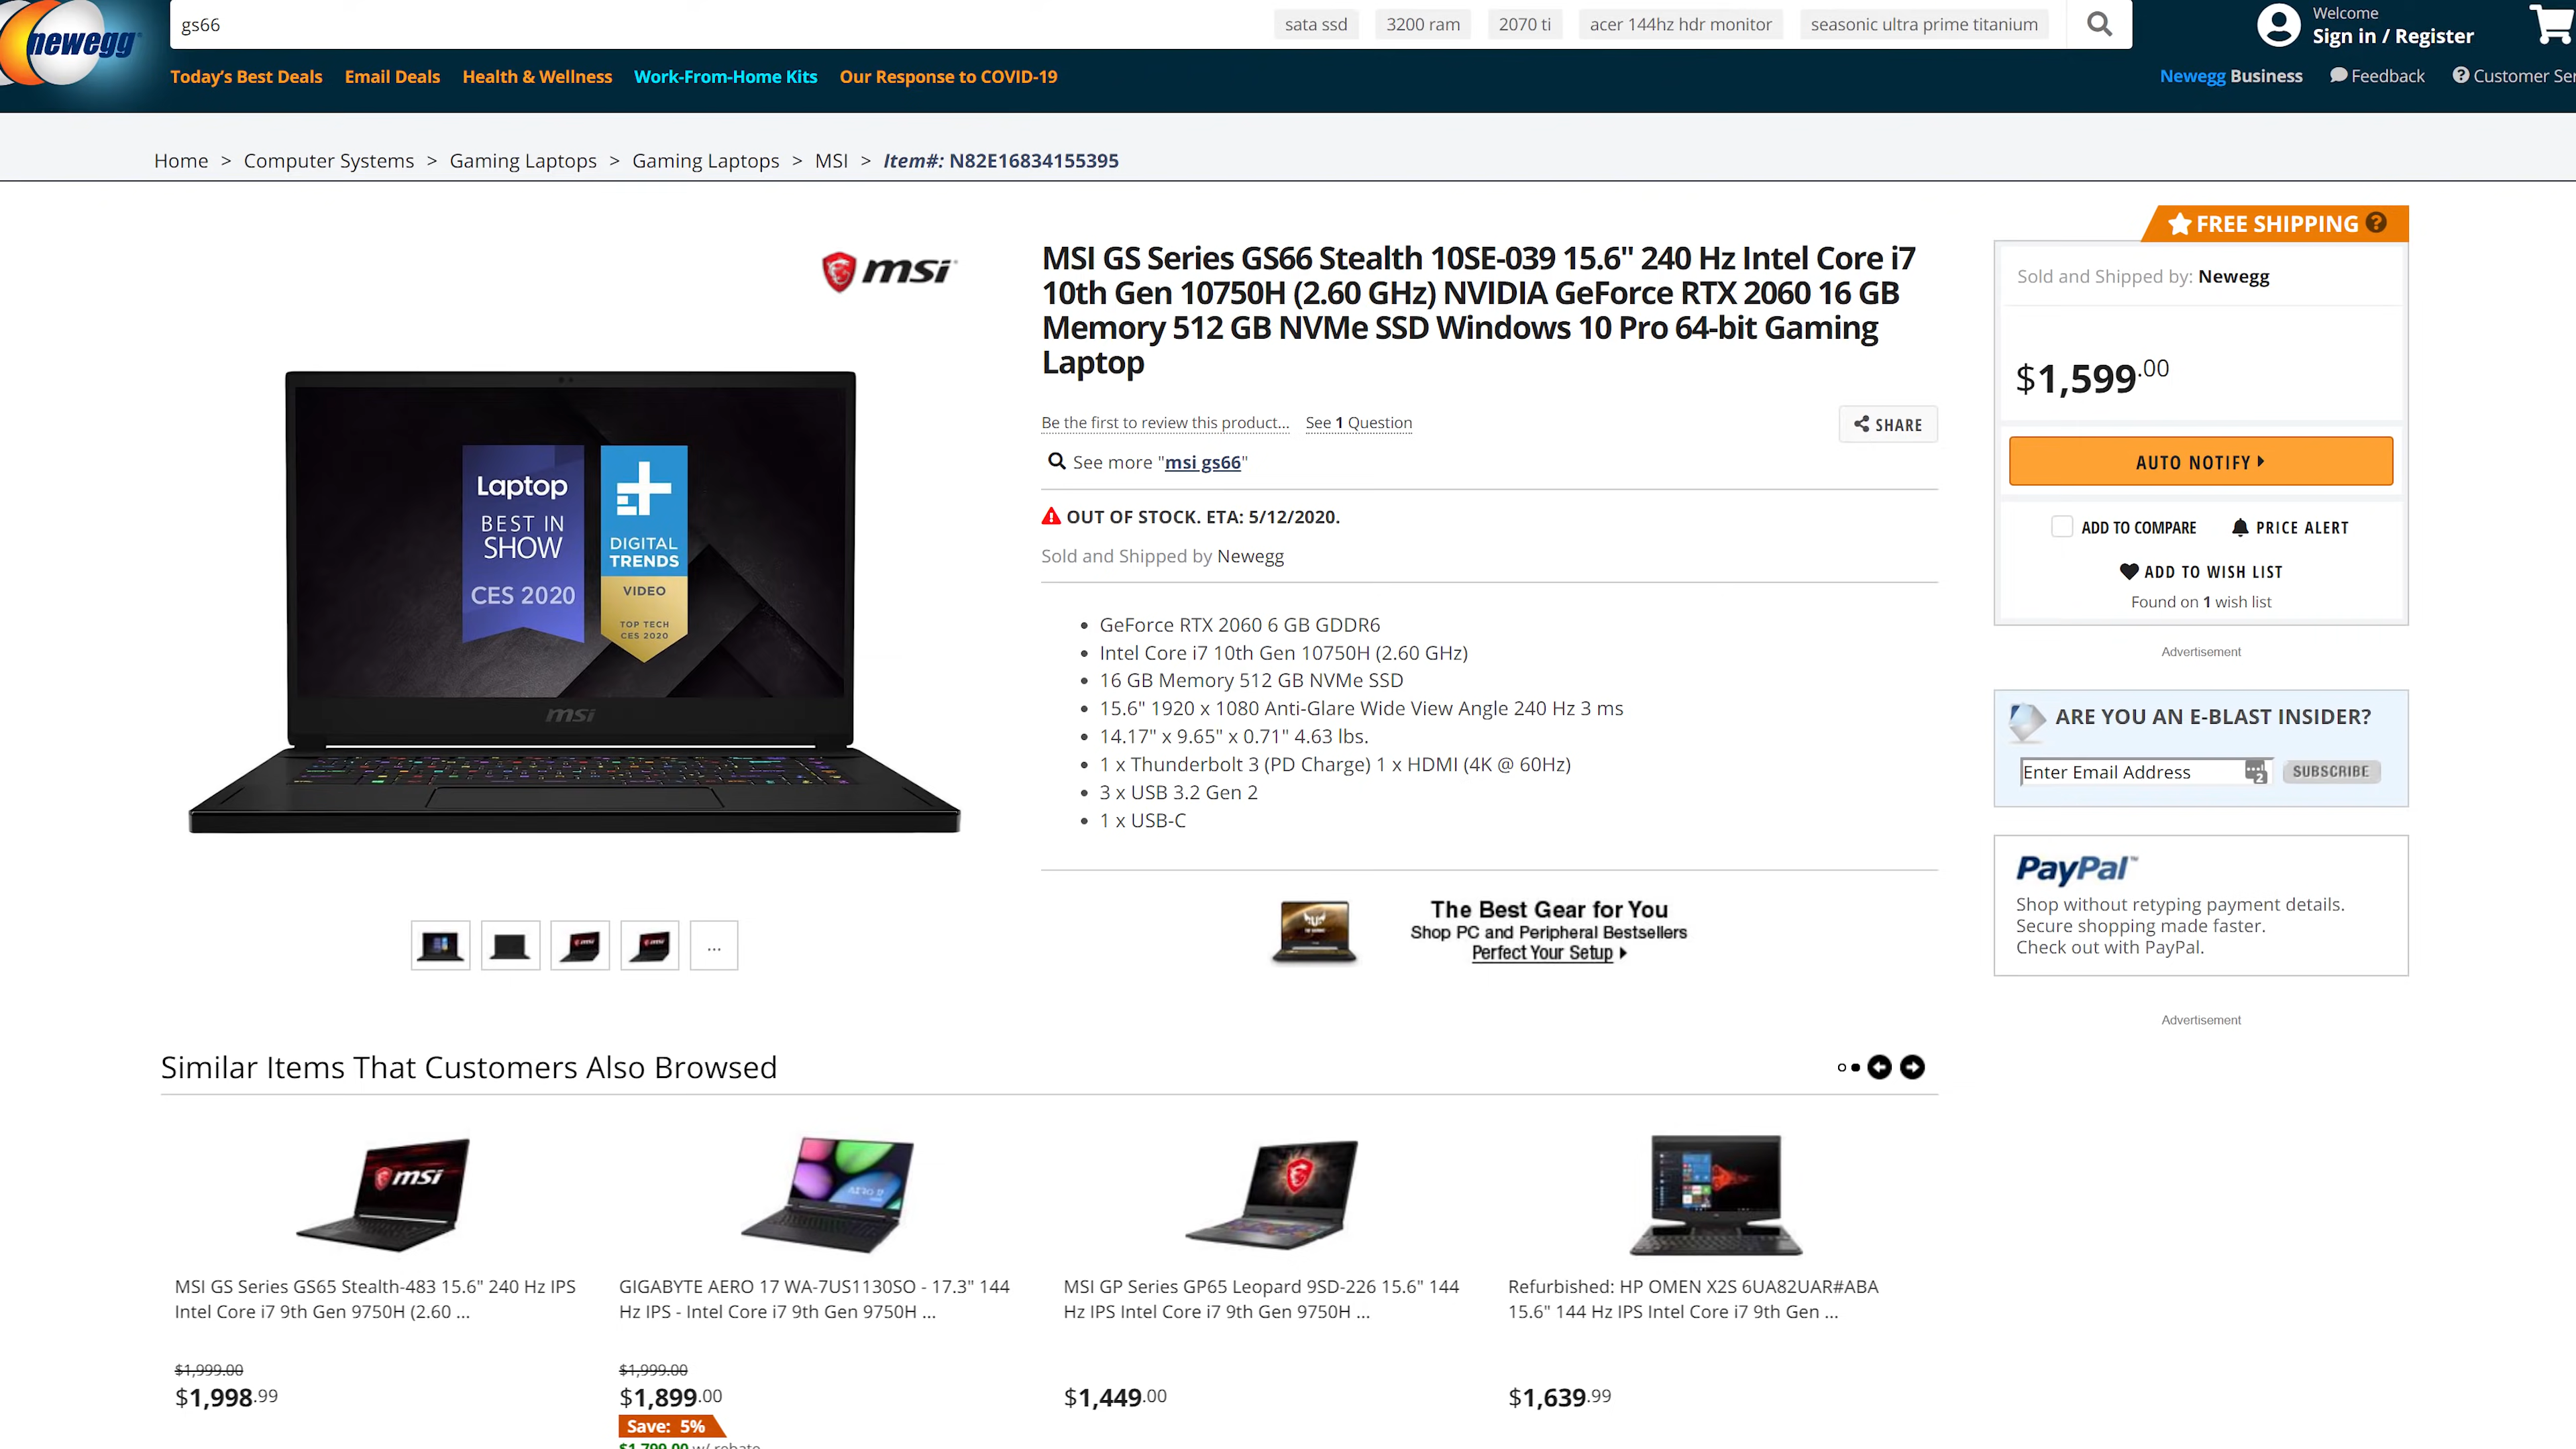 newegg
gs66
sata ssd
3200 ram
2070 ti
acer 144hz hdr monitor
seasonic ultra prime titanium
Welcome
Sign in / Register
Today's Best Deals
Email Deals
Health & Wellness
Work-From-Home Kits
Our Response to COVID-19
Newegg Business
Feedback
Customer Ser
Home > Computer Systems > Gaming Laptops > Gaming Laptops > MSI > Item#: N82E16834155395
msi
Laptop
BEST IN
SHOW
CES 2020
DIGITAL
TRENDS
VIDEO
TOP TECH
CES 2020
msi
...
MSI GS Series GS66 Stealth 10SE-039 15.6" 240 Hz Intel Core i7
10th Gen 10750H (2.60 GHz) NVIDIA GeForce RTX 2060 16 GB
Memory 512 GB NVMe SSD Windows 10 Pro 64-bit Gaming
Laptop
Be the first to review this product... See 1 Question
SHARE
See more "msi gs66"
OUT OF STOCK. ETA: 5/12/2020.
Sold and Shipped by Newegg
• GeForce RTX 2060 6 GB GDDR6
• Intel Core i7 10th Gen 10750H (2.60 GHz)
• 16 GB Memory 512 GB NVMe SSD
• 15.6" 1920 x 1080 Anti-Glare Wide View Angle 240 Hz 3 ms
• 14.17" x 9.65" x 0.71" 4.63 lbs.
• 1 x Thunderbolt 3 (PD Charge) 1 x HDMI (4K @ 60Hz)
• 3 x USB 3.2 Gen 2
• 1 x USB-C
The Best Gear for You
Shop PC and Peripheral Bestsellers
Perfect Your Setup
FREE SHIPPING ?
Sold and Shipped by: Newegg
$1,599.00
AUTO NOTIFY
ADD TO COMPARE
PRICE ALERT
ADD TO WISH LIST
Found on 1 wish list
Advertisement
ARE YOU AN E-BLAST INSIDER?
Enter Email Address
2
SUBSCRIBE
PayPal™
Shop without retyping payment details.
Secure shopping made faster.
Check out with PayPal.
Advertisement
Similar Items That Customers Also Browsed
msi
MSI GS Series GS65 Stealth-483 15.6" 240 Hz IPS
Intel Core i7 9th Gen 9750H (2.60 ...
$1,999.00
$1,998.99
GIGABYTE AERO 17 WA-7US1130SO - 17.3" 144
Hz IPS - Intel Core i7 9th Gen 9750H ...
$1,999.00
$1,899.00
Save: 5%
$1,799.00 w/ rebate
MSI GP Series GP65 Leopard 9SD-226 15.6" 144
Hz IPS Intel Core i7 9th Gen 9750H ...
$1,449.00
Refurbished: HP OMEN X2S 6UA82UAR#ABA
15.6" 144 Hz IPS Intel Core i7 9th Gen ...
$1,639.99